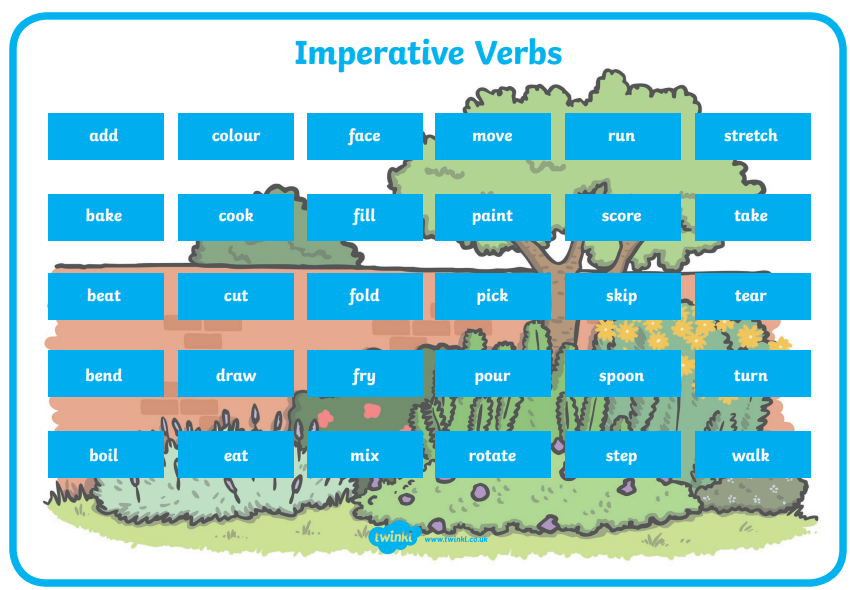 Imperative Verbs
add colour face move run stretch
bake cook fill paint score take
beat cut fold pick skip tear
bend draw fry pour spoon turn
boil eat mix rotate step walk
twinkl www.twinkl.co.uk